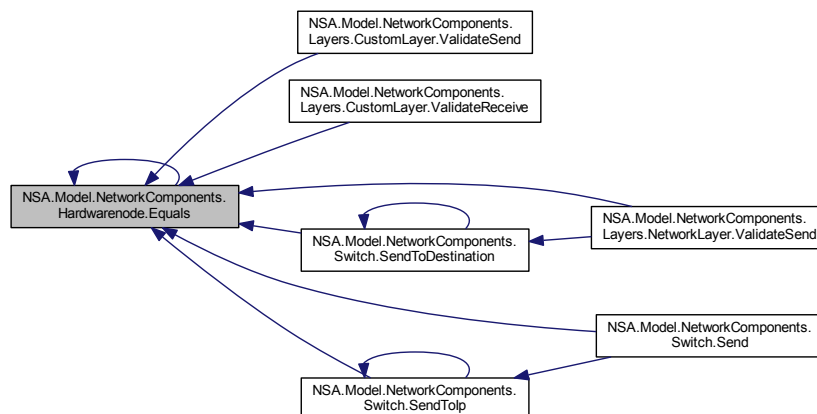 NSA.Model.NetworkComponents.
Layers.CustomLayer.ValidateSend
NSA.Model.NetworkComponents.
Layers.CustomLayer.ValidateReceive
NSA.Model.NetworkComponents.
Hardwarenode.Equals
NSA.Model.NetworkComponents.
Layers.NetworkLayer.ValidateSend
NSA.Model.NetworkComponents.
Switch.SendToDestination
NSA.Model.NetworkComponents.
Switch.Send
NSA.Model.NetworkComponents.
Switch.SendToIp